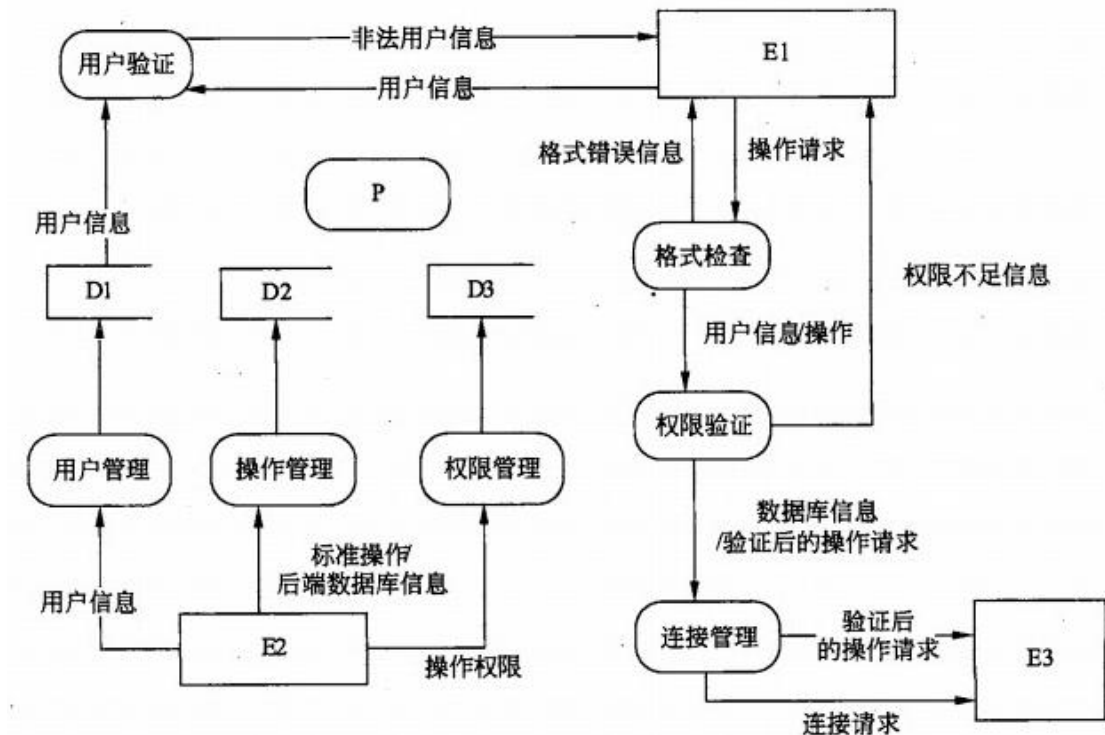 非法用户信息
用户验证
E1
用户信息
格式错误信息
操作请求
P
用户信息
格式检查
D1
D2
D3
权限不足信息
用户信息/操作
权限验证
用户管理
操作管理
权限管理
数据库信息
/验证后的操作请求
标准操作/
后端数据库信息
用户信息
E2
操作权限
连接管理
验证后
的操作请求
E3
连接请求